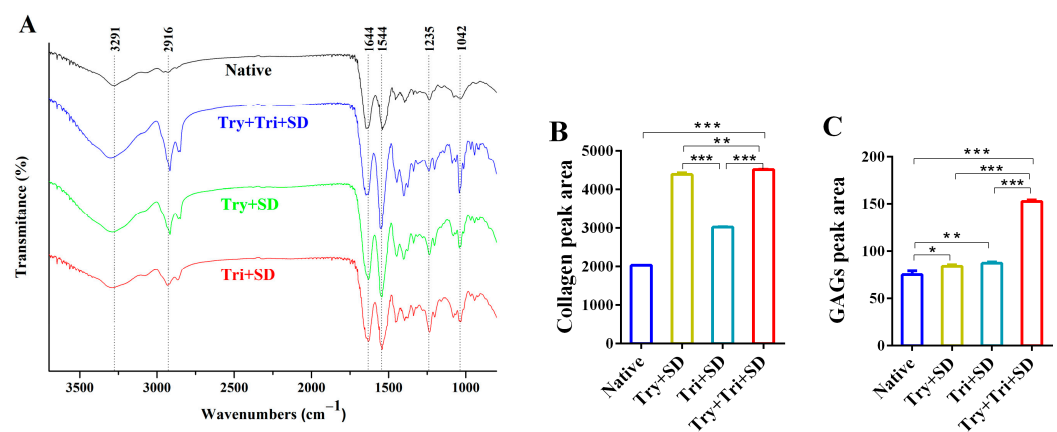 A
3291
2916
1644
1544
1235
1042
Native
Try+Tri+SD
Try+SD
Tri+SD
Transmitance (%)
3500
3000
2500
2000
1500
1000
Wavenumbers (cm⁻¹)
B
***
**
***
***
5000
4000
3000
2000
1000
0
Collagen peak area
Native
Try+SD
Tri+SD
Try+Tri+SD
C
***
***
***
**
*
200
150
100
50
0
GAGs peak area
Native
Try+SD
Tri+SD
Try+Tri+SD